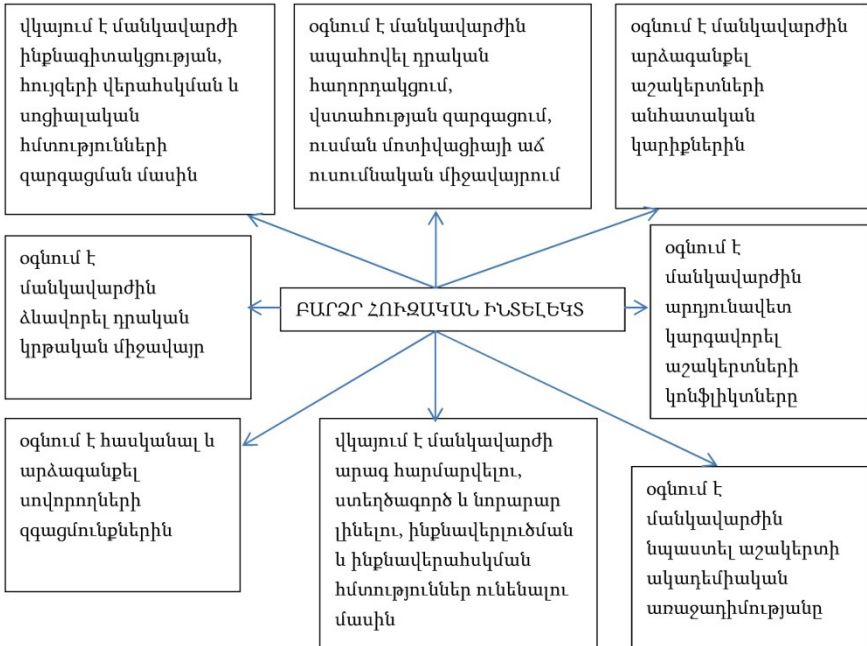 վկայում է մանկավարժի
ինքնագիտակցության,
հույզերի վերահսկման և
սոցիալական
հմտությունների
զարգացման մասին
օգնում է մանկավարժին
ապահովել դրական
հաղորդակցում,
վստահության զարգացում,
ուսման մոտիվացիայի աճ
ուսումնական միջավայրում
օգնում է մանկավարժին
արձագանքել
աշակերտների
անհատական
կարիքներին
օգնում է
մանկավարժին
ձևավորել դրական
կրթական միջավայր
ԲԱՐՁՐ ՀՈՒԶԱԿԱՆ ԻՆՏԵԼԵԿՏ
օգնում է
մանկավարժին
արդյունավետ
կարգավորել
աշակերտների
կոնֆլիկտները
օգնում է հասկանալ և
արձագանքել
սովորողների
զգացմունքներին
վկայում է մանկավարժի
արագ հարմարվելու,
ստեղծագործ և նորարար
լինելու, ինքնավերլուծման
և ինքնավերահսկման
հմտություններ ունենալու
մասին
օգնում է
մանկավարժին
նպաստել աշակերտի
ակադեմիական
առաջադիմությանը